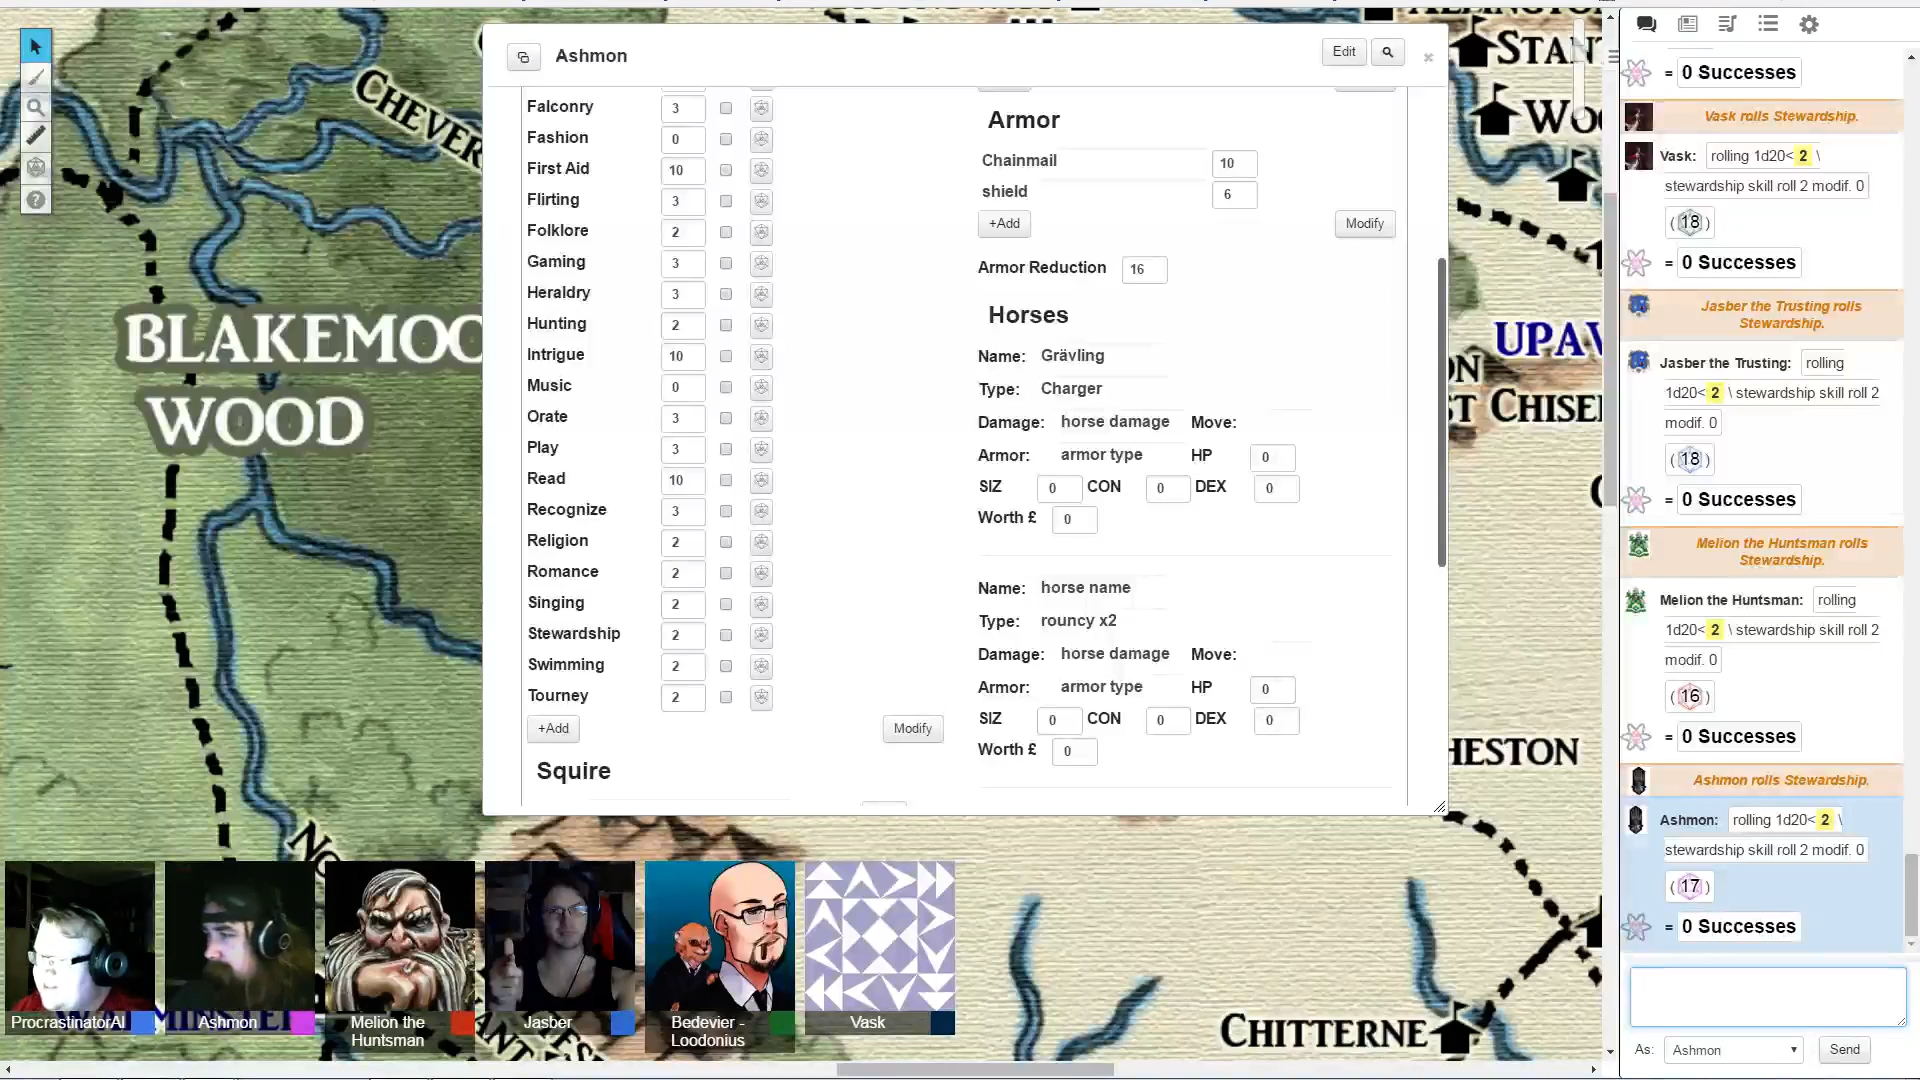 CHEVER
BLAKEMOO
WOOD
Ashmon
Edit
Falconry 3
Fashion 0
First Aid 10
Flirting 3
Folklore 2
Gaming 3
Heraldry 3
Hunting 2
Intrigue 10
Music 0
Orate 3
Play 3
Read 10
Recognize 3
Religion 2
Romance 2
Singing 2
Stewardship 2
Swimming 2
Tourney 2
+Add Modify
Squire
Armor
Chainmail 10
shield 6
+Add Modify
Armor Reduction 16
Horses
Name: Grävling
Type: Charger
Damage: horse damage Move:
Armor: armor type HP 0
SIZ 0 CON 0 DEX 0
Worth £ 0
Name: horse name
Type: rouncy x2
Damage: horse damage Move:
Armor: armor type HP 0
SIZ 0 CON 0 DEX 0
Worth £ 0
STAN
WOO
UPAV
ON
ST CHISE
HESTON
CHITTERNE
NO
ProcrastinatorAI
Ashmon
Melion the
Huntsman
Jasber
Bedevier -
Loodonius
Vask
= 0 Successes
Vask rolls Stewardship.
Vask: rolling 1d20<2 \
stewardship skill roll 2 modif. 0
(18)
= 0 Successes
Jasber the Trusting rolls
Stewardship.
Jasber the Trusting: rolling
1d20<2 \ stewardship skill roll 2
modif. 0
(18)
= 0 Successes
Melion the Huntsman rolls
Stewardship.
Melion the Huntsman: rolling
1d20<2 \ stewardship skill roll 2
modif. 0
(16)
= 0 Successes
Ashmon rolls Stewardship.
Ashmon: rolling 1d20<2 \
stewardship skill roll 2 modif. 0
(17)
= 0 Successes
As: Ashmon Send